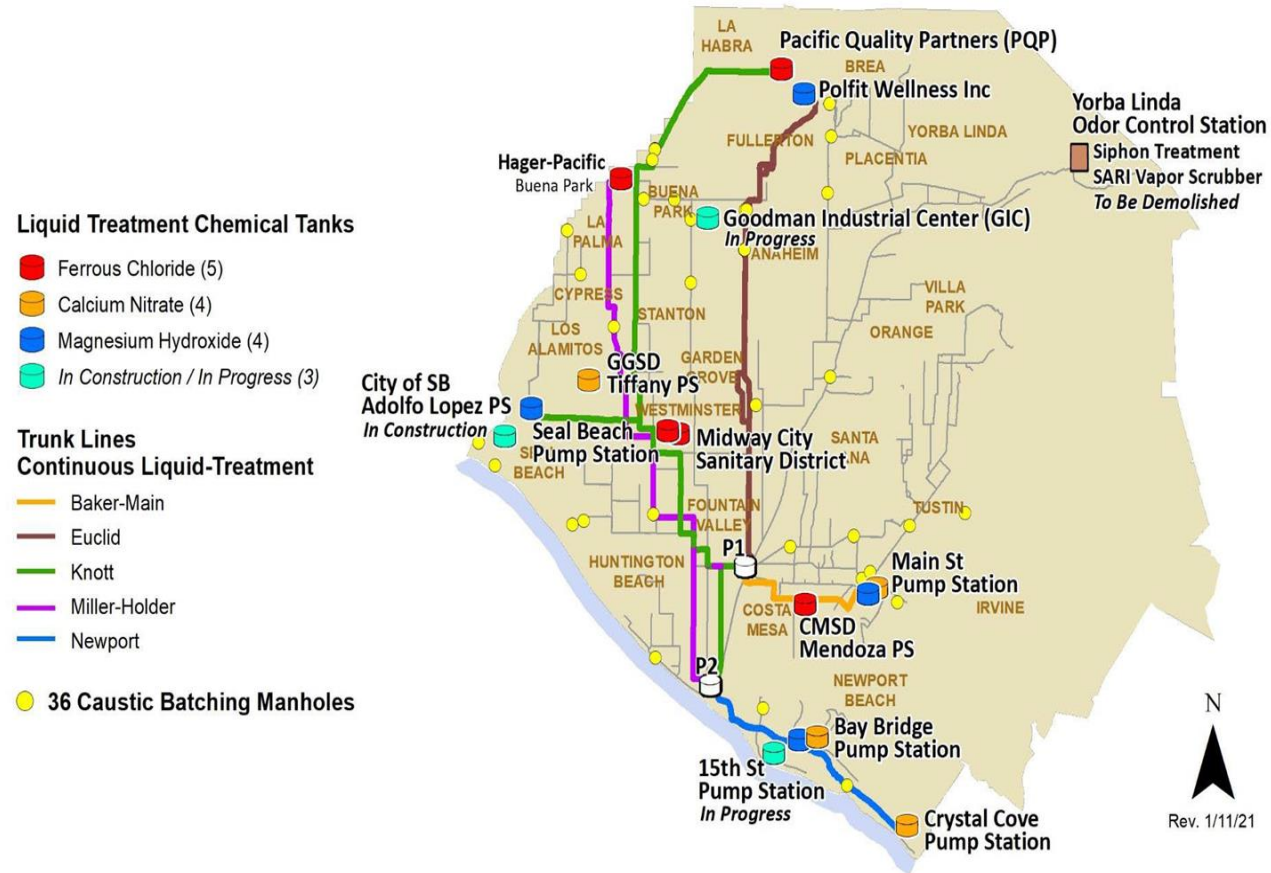 LA
HABRA
Pacific Quality Partners (PQP)
BREA
Polfit Wellness Inc
Yorba Linda
Odor Control Station
Siphon Treatment
SARI Vapor Scrubber
To Be Demolished
YORBA LINDA
FULLERTON
PLACENTIA
Hager-Pacific
Buena Park
BUENA
PARK
Goodman Industrial Center (GIC)
In Progress
ANAHEIM
LA
PALMA
Liquid Treatment Chemical Tanks
Ferrous Chloride (5)
Calcium Nitrate (4)
Magnesium Hydroxide (4)
In Construction / In Progress (3)
CYPRESS
STANTON
VILLA
PARK
ORANGE
LOS
ALAMITOS
GARDEN
GROVE
GGSD
Tiffany PS
City of SB
Adolfo Lopez PS
In Construction
WESTMINSTER
Seal Beach
Pump Station
Midway City
Sanitary District
BEACH
SANTA
ANA
Trunk Lines
Continuous Liquid-Treatment
Baker-Main
Euclid
Knott
Miller-Holder
Newport
36 Caustic Batching Manholes
FOUNTAIN
VALLEY
TUSTIN
P1
HUNTINGTON
BEACH
Main St
Pump Station
IRVINE
COSTA
MESA
CMSD
Mendoza PS
P2
NEWPORT
BEACH
Bay Bridge
Pump Station
15th St
Pump Station
In Progress
Crystal Cove
Pump Station
N
Rev. 1/11/21